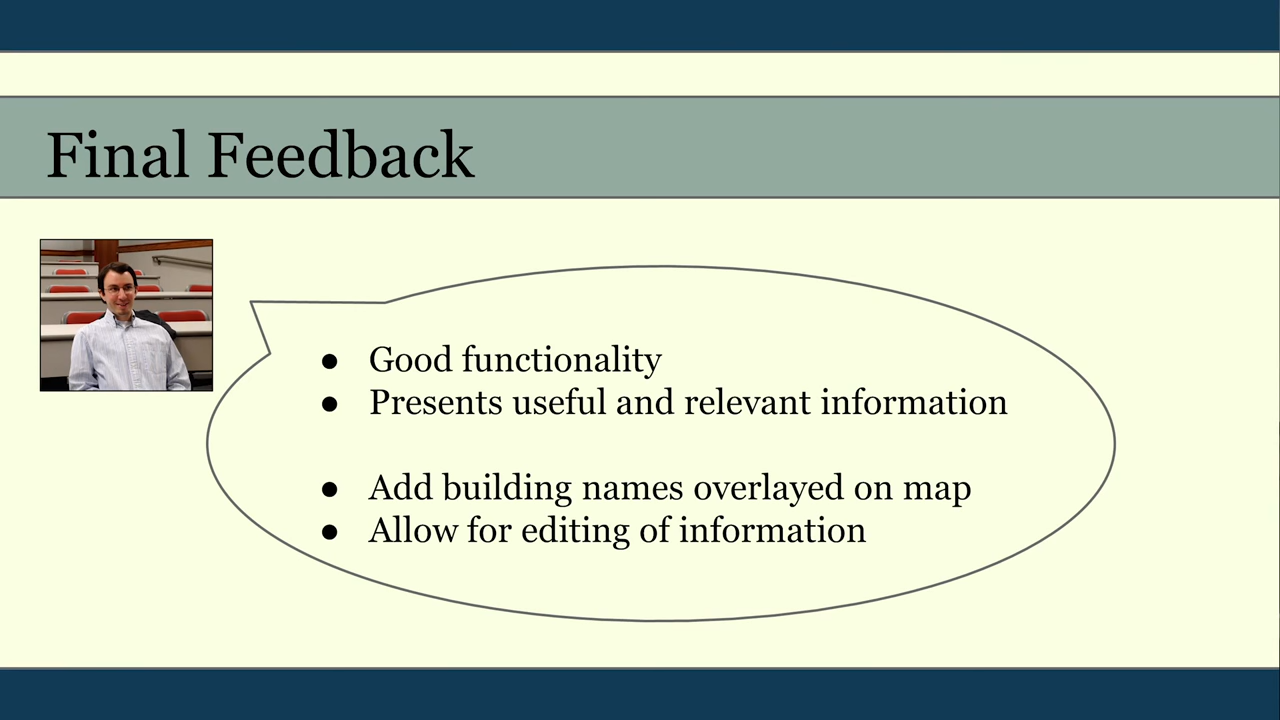 Final Feedback
● Good functionality
● Presents useful and relevant information
● Add building names overlayed on map
● Allow for editing of information